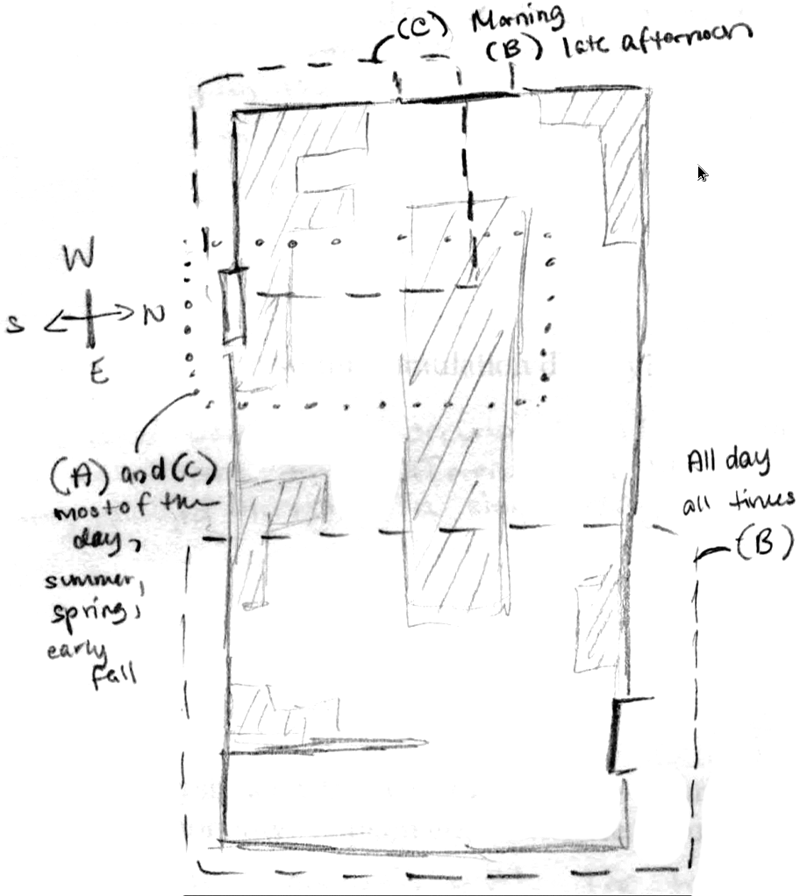 (C) Morning
(B) late afternoon
W
S N
E
(A) and (C)
most of the
day,
summer,
spring,
early
fall
All day
all times
(B)